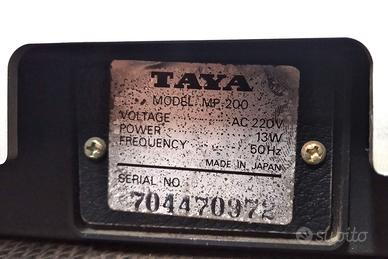 TAYA
MODEL MP-200
VOLTAGE AC 220V
POWER 13W
FREQUENCY 50Hz
MADE IN JAPAN
SERIAL NO.
704470972
subito